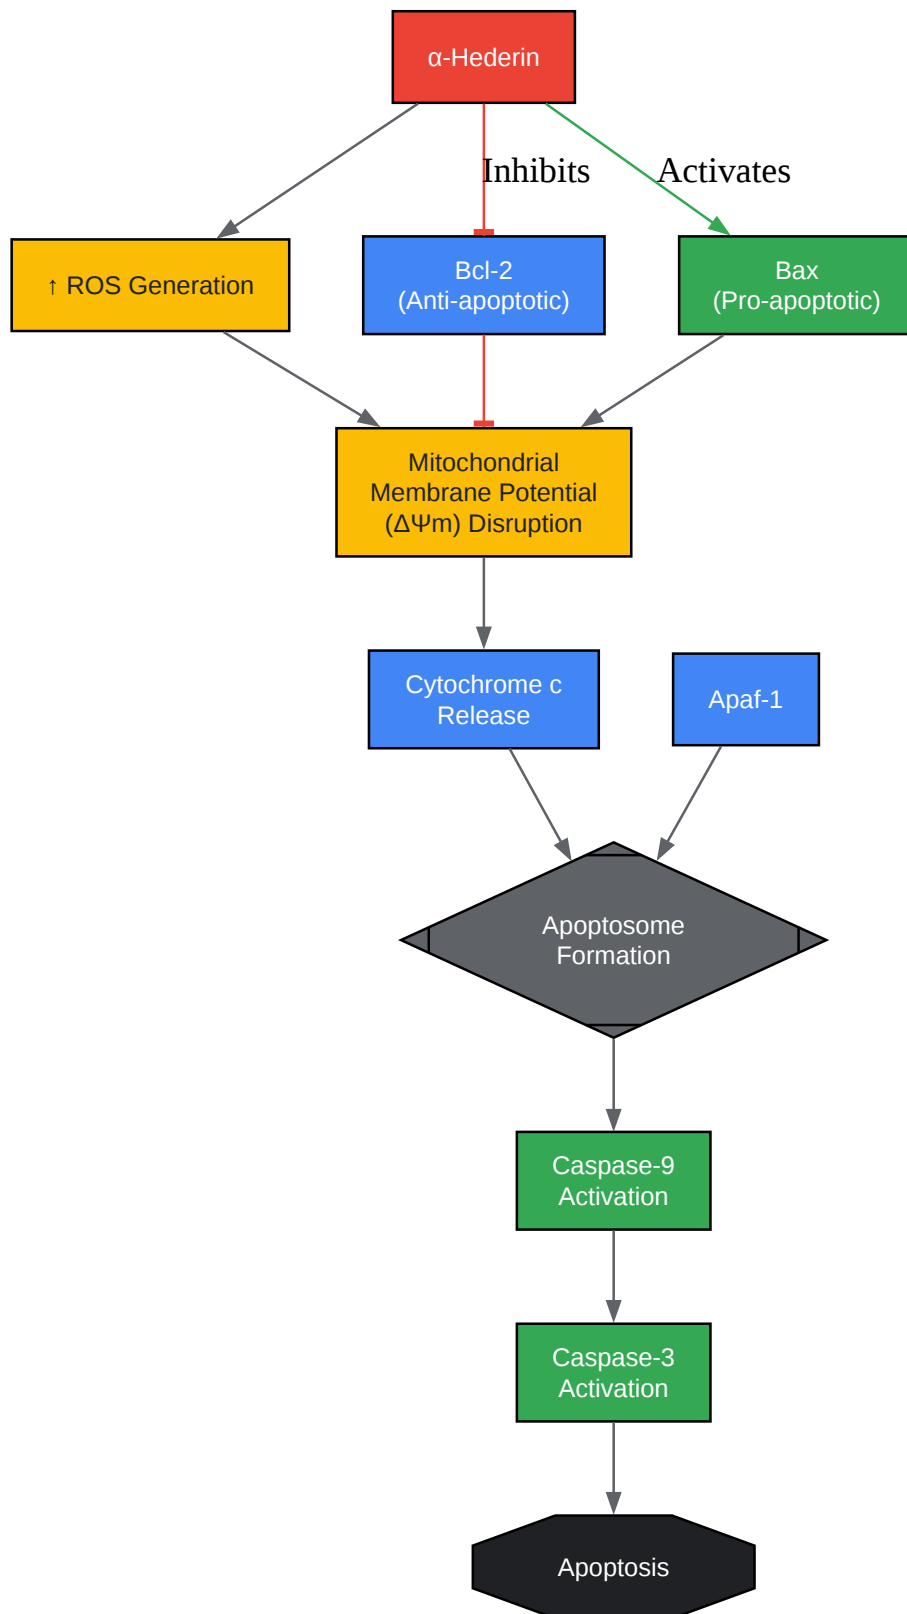 α-Hederin
Inhibits
Activates
↑ ROS Generation
Bcl-2
(Anti-apoptotic)
Bax
(Pro-apoptotic)
Mitochondrial
Membrane Potential
(ΔΨm) Disruption
Cytochrome c
Release
Apaf-1
Apoptosome
Formation
Caspase-9
Activation
Caspase-3
Activation
Apoptosis